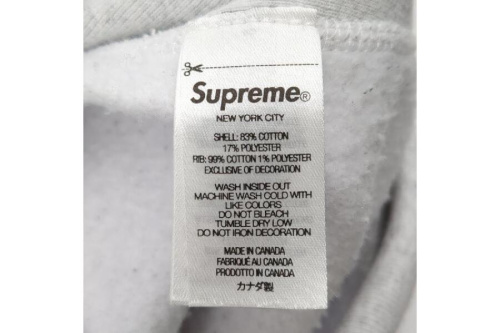 Supreme®
NEW YORK CITY
SHELL: 83% COTTON
17% POLYESTER
RIB: 99% COTTON 1% POLYESTER
EXCLUSIVE OF DECORATION
WASH INSIDE OUT
MACHINE WASH COLD WITH
LIKE COLORS
DO NOT BLEACH
TUMBLE DRY LOW
DO NOT IRON DECORATION
MADE IN CANADA
FABRIQUÉ AU CANADA
PRODOTTO IN CANADA
カナダ製